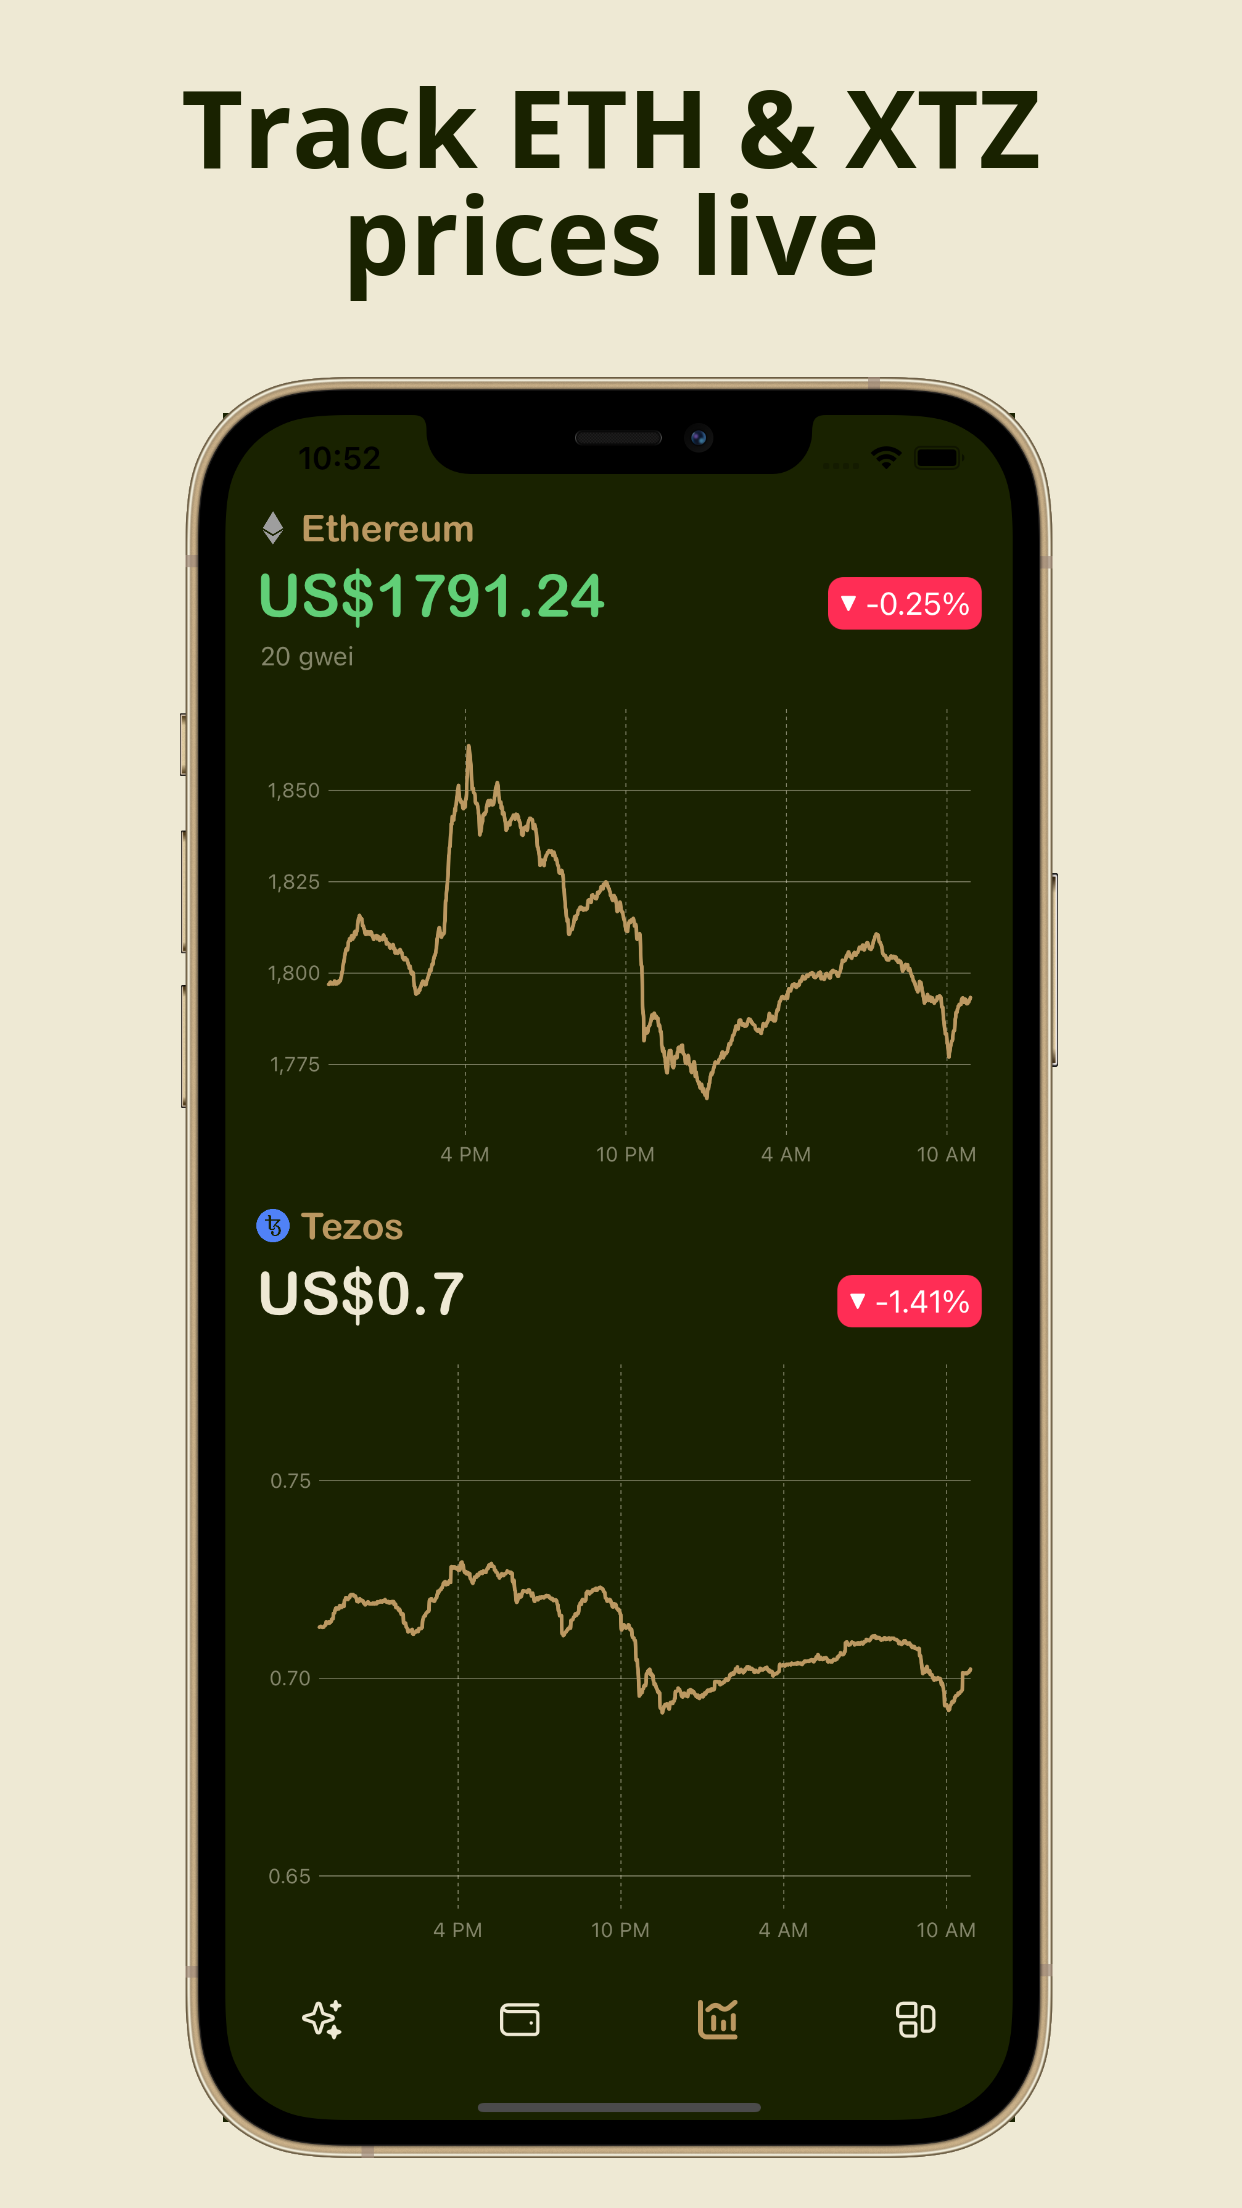 Track ETH & XTZ
prices live
10:52
Ethereum
US$1791.24
▼ -0.25%
20 gwei
1,850
1,825
1,800
1,775
4 PM 10 PM 4 AM 10 AM
Tezos
US$0.7
▼ -1.41%
0.75
0.70
0.65
4 PM 10 PM 4 AM 10 AM